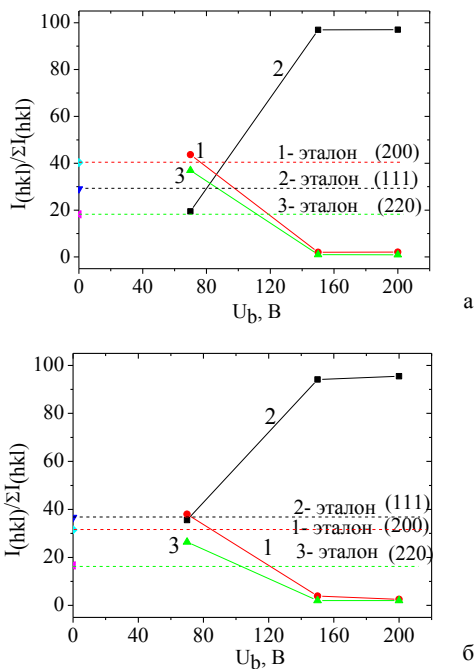 I(hkl)/ΣI(hkl)
100
80
60
40
20
0
2
1
3
1- эталон (200)
2- эталон (111)
3- эталон (220)
0 40 80 120 160 200
U_b, В
а
I(hkl)/ΣI(hkl)
100
80
60
40
20
0
2
2- эталон (111)
1- эталон (200)
3
1
3- эталон (220)
0 40 80 120 160 200
U_b, В
б